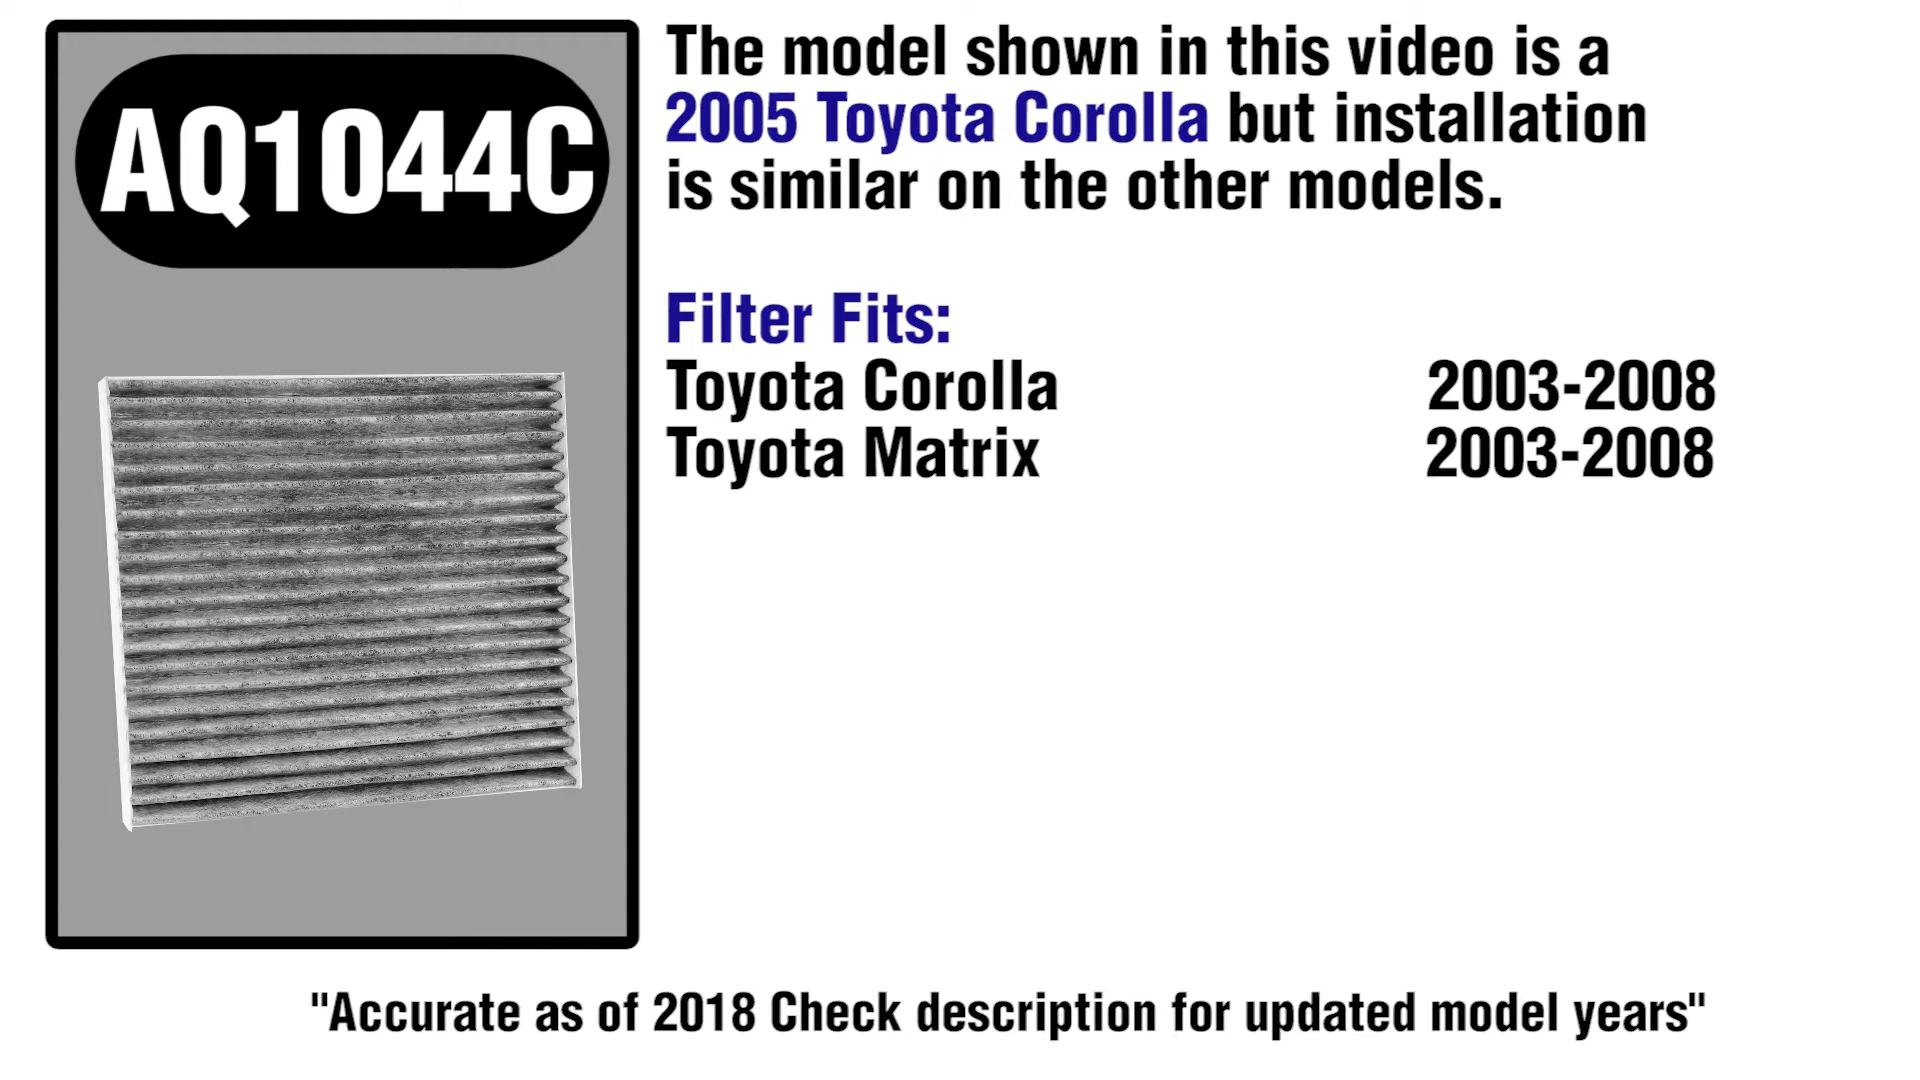 AQ1044C
The model shown in this video is a
2005 Toyota Corolla but installation
is similar on the other models.
Filter Fits:
Toyota Corolla 2003-2008
Toyota Matrix 2003-2008
"Accurate as of 2018 Check description for updated model years"